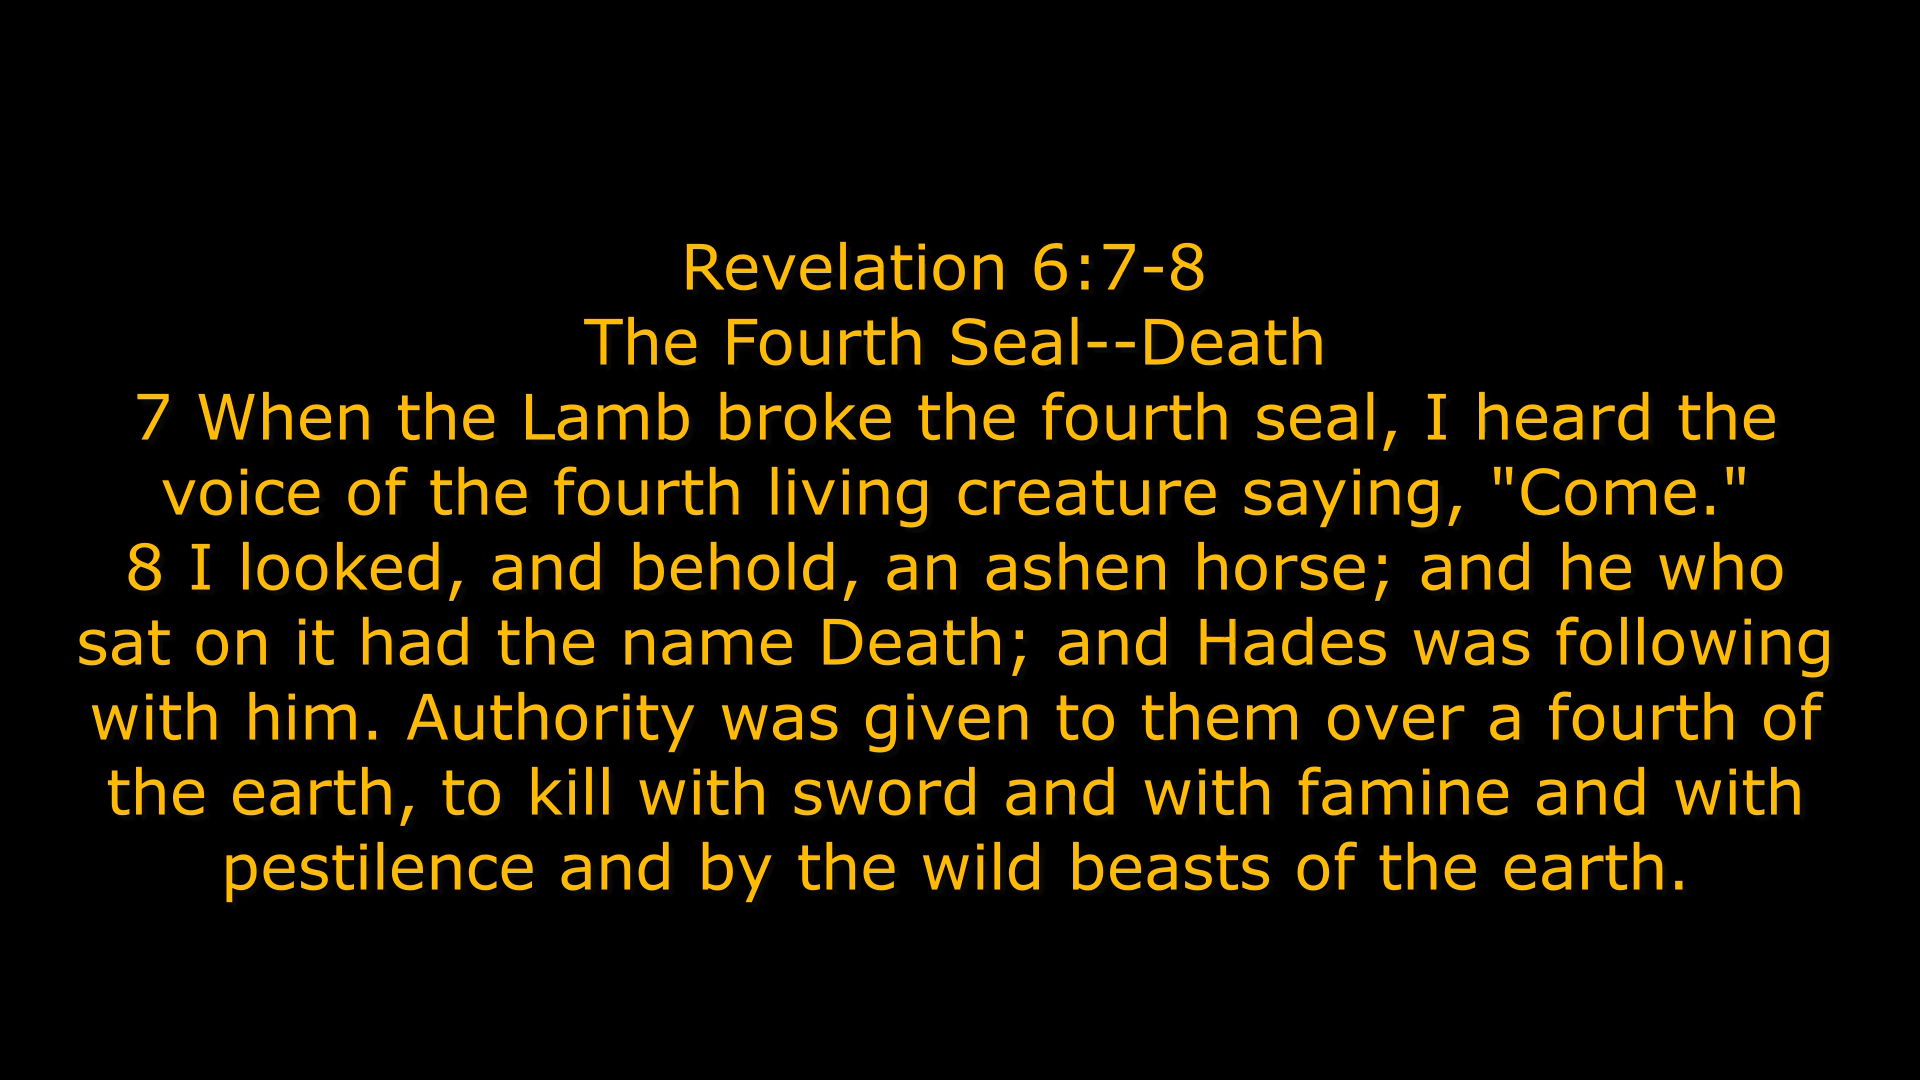 Revelation 6:7-8
The Fourth Seal--Death
7 When the Lamb broke the fourth seal, I heard the
voice of the fourth living creature saying, "Come."
8 I looked, and behold, an ashen horse; and he who
sat on it had the name Death; and Hades was following
with him. Authority was given to them over a fourth of
the earth, to kill with sword and with famine and with
pestilence and by the wild beasts of the earth.